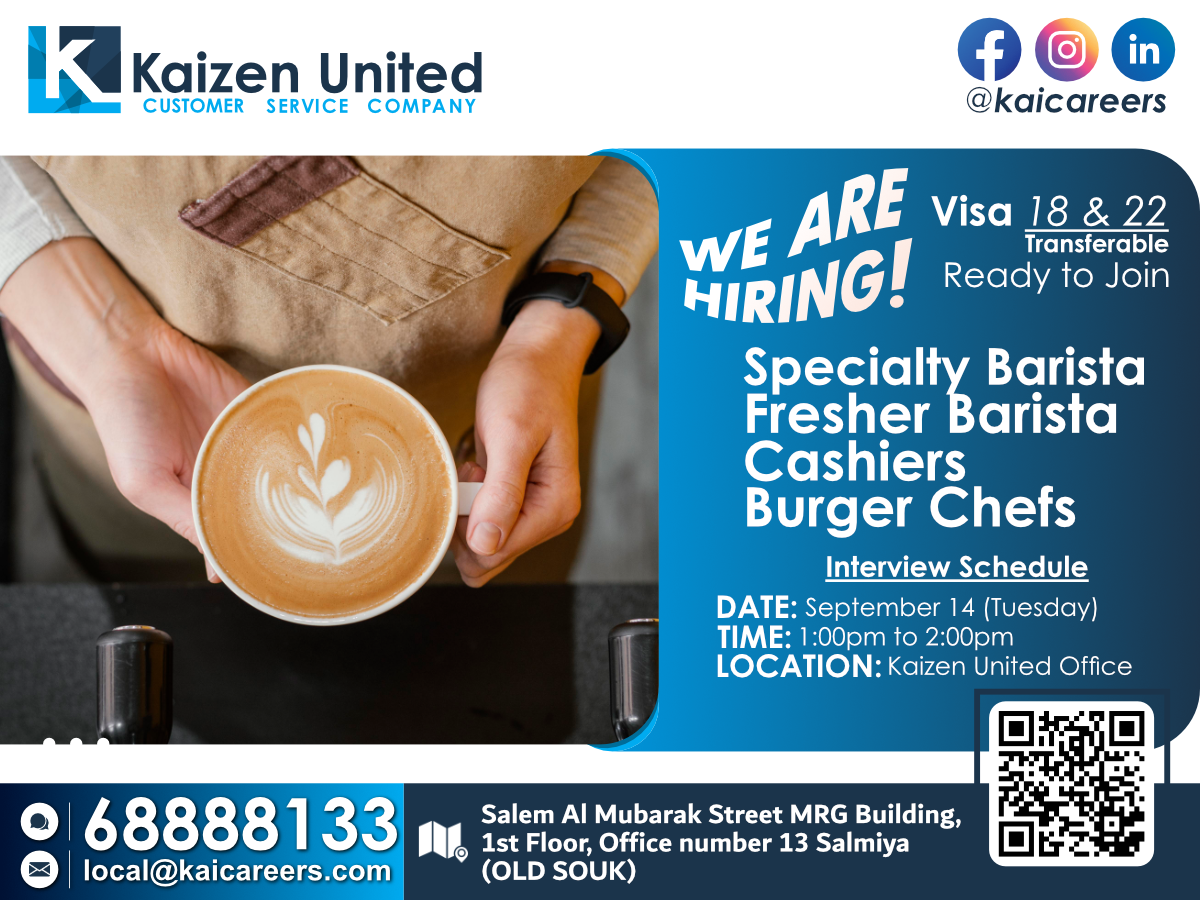 Kaizen United
CUSTOMER SERVICE COMPANY
@kaicareers
WE ARE
HIRING!
Visa 18 & 22
Transferable
Ready to Join
Specialty Barista
Fresher Barista
Cashiers
Burger Chefs
Interview Schedule
DATE: September 14 (Tuesday)
TIME: 1:00pm to 2:00pm
LOCATION: Kaizen United Office
68888133
local@kaicareers.com
Salem Al Mubarak Street MRG Building,
1st Floor, Office number 13 Salmiya
(OLD SOUK)